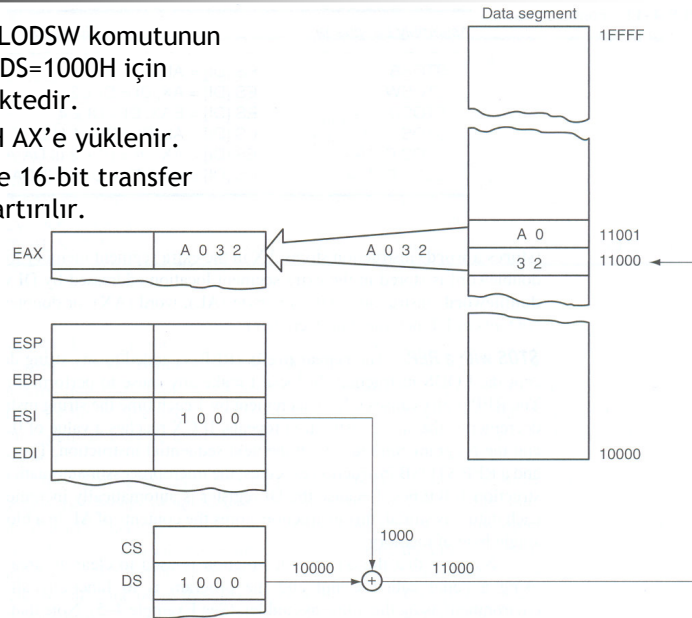 LODSW komutunun
DS=1000H için
ktedir.
H AX’e yüklenir.
e 16-bit transfer
artırılır.
Data segment
1FFFF
EAX
A 0 3 2
A 0 3 2
A 0
11001
3 2
11000
ESP
EBP
ESI
1 0 0 0
EDI
10000
1000
CS
DS
1 0 0 0
10000
+
11000